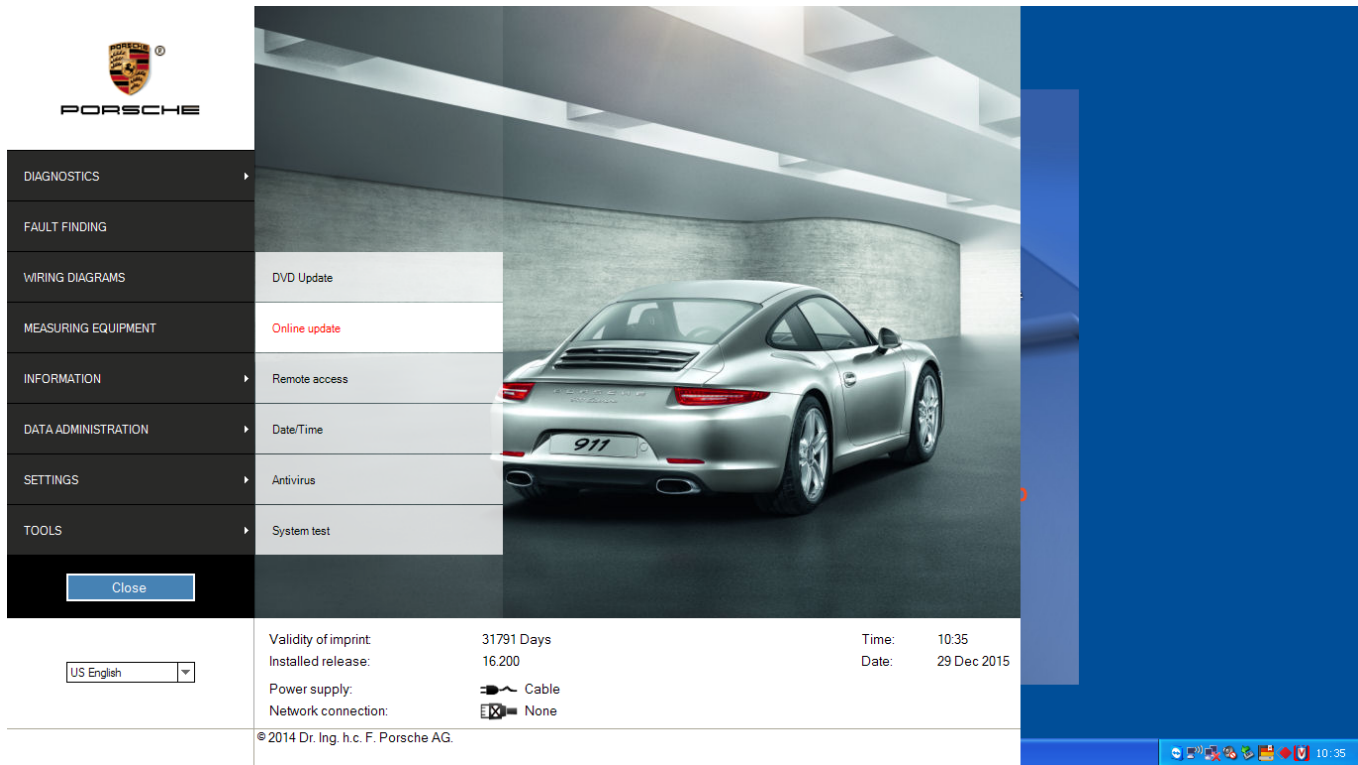 PORSCHE
®
PORSCHE
DIAGNOSTICS
FAULT FINDING
WIRING DIAGRAMS
MEASURING EQUIPMENT
INFORMATION
DATA ADMINISTRATION
SETTINGS
TOOLS
Close
US English
DVD Update
Online update
Remote access
Date/Time
Antivirus
System test
PORSCHE
911
Validity of imprint: 31791 Days
Installed release: 16.200
Power supply: Cable
Network connection: None
Time: 10:35
Date: 29 Dec 2015
© 2014 Dr. Ing. h.c. F. Porsche AG.
10:35